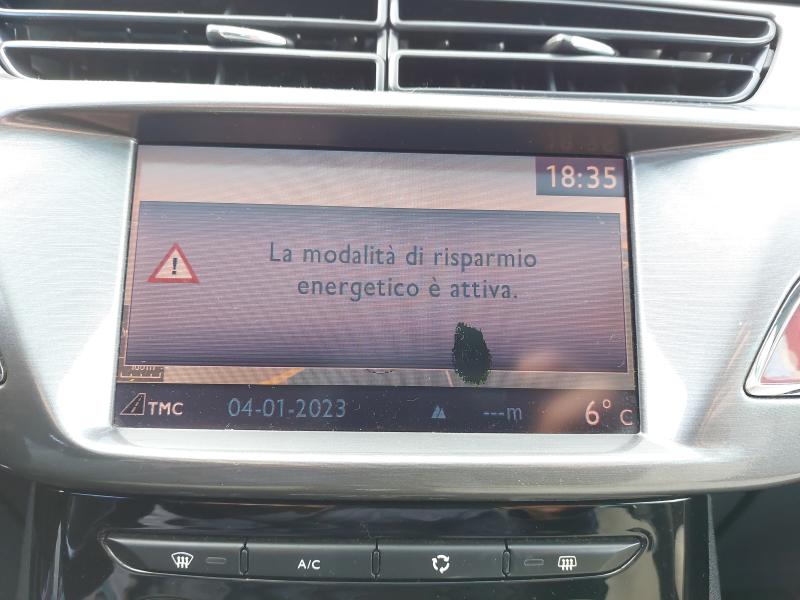 18:35
La modalità di risparmio
energetico è attiva.
TMC 04-01-2023 ---m 6° C
A/C